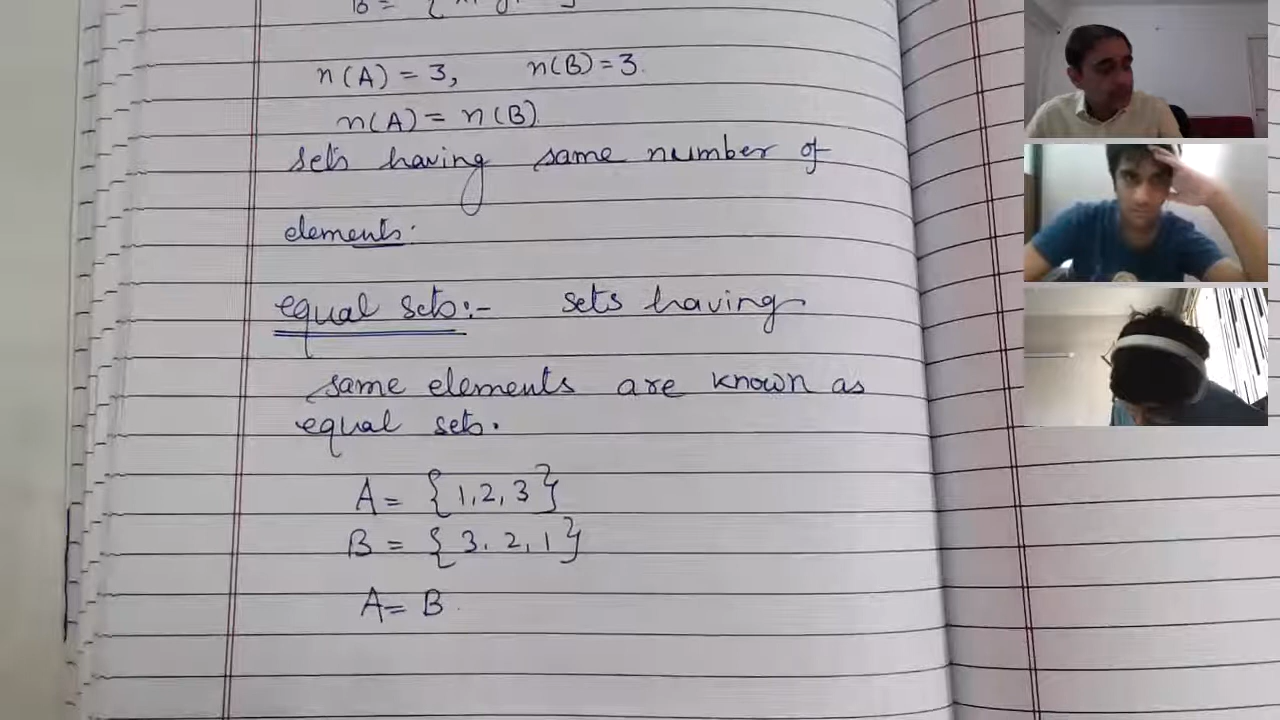 B = {
n(A) = 3, n(B) = 3.
n(A) = n(B).
sets having same number of
elements.
equal sets:- sets having
same elements are known as
equal sets.
A = {1, 2, 3}
B = {3, 2, 1}
A = B.